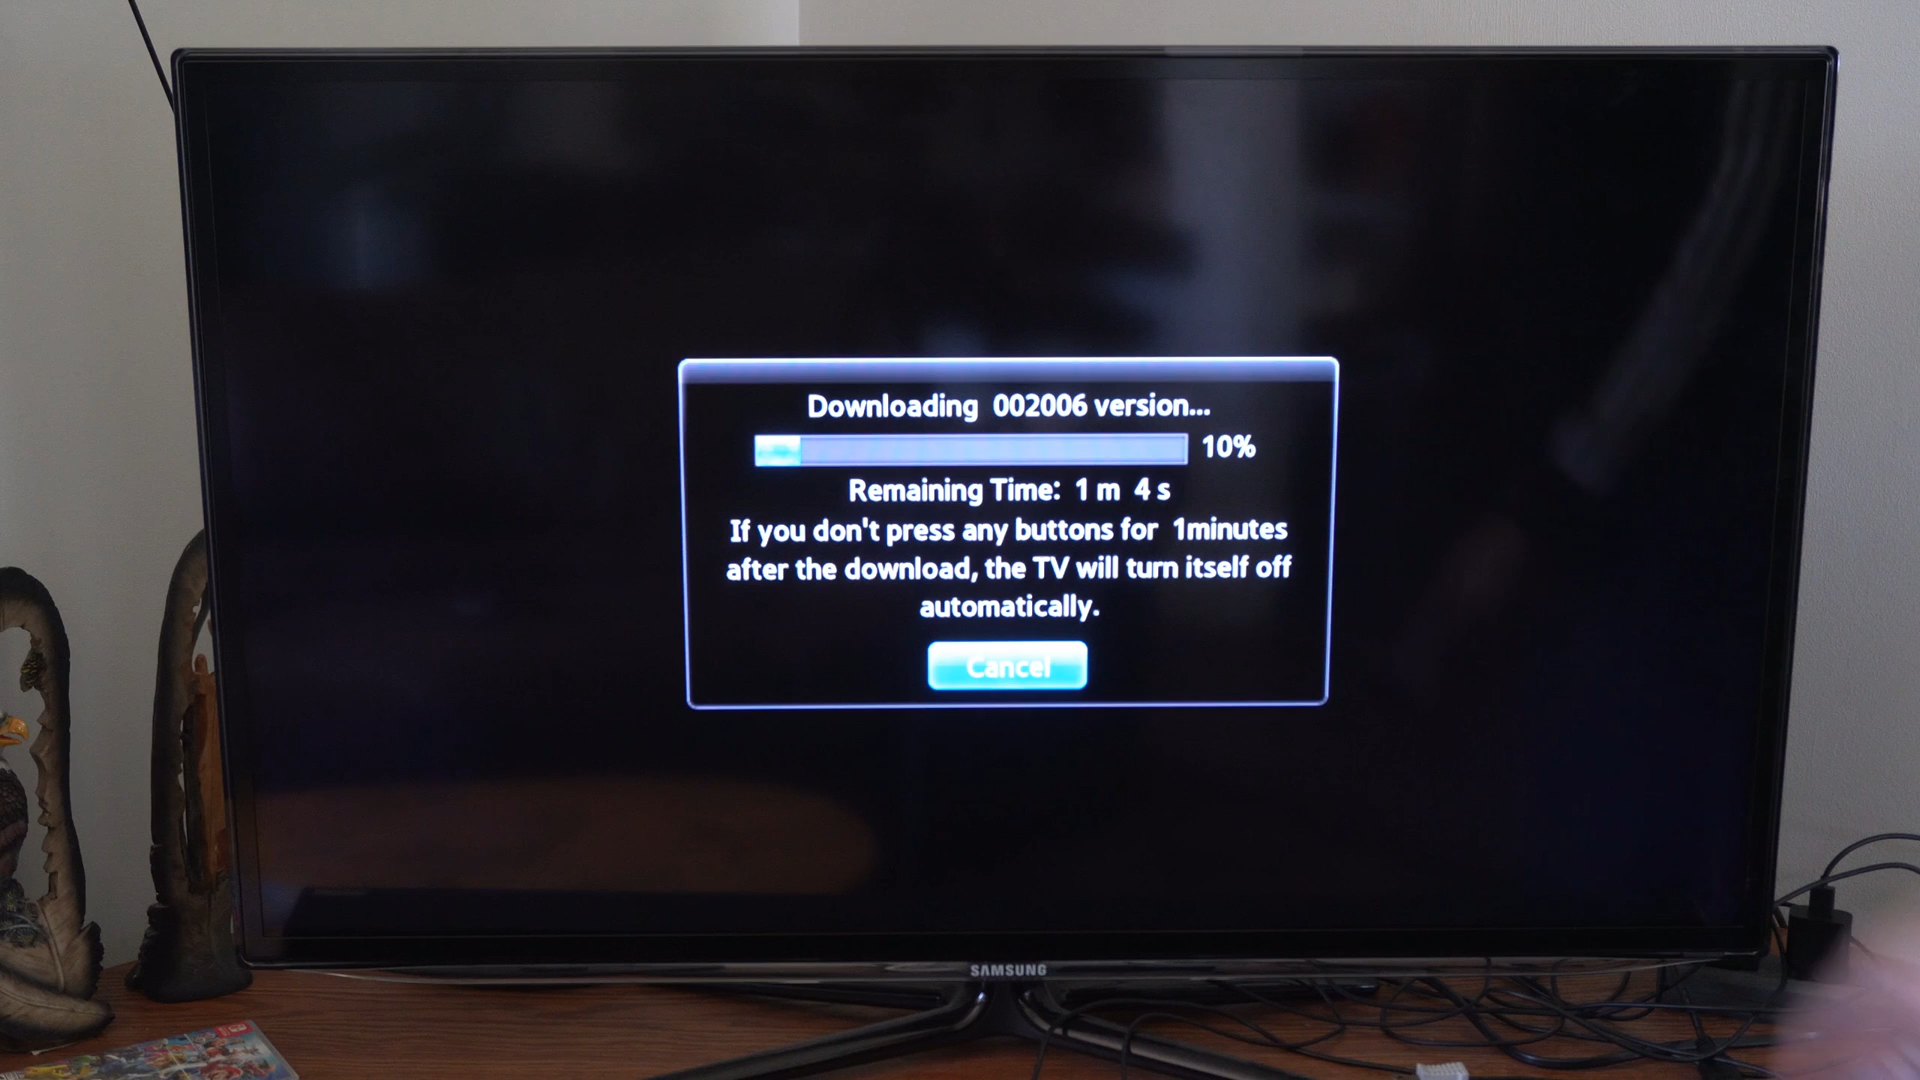 Downloading 002006 version...
10%
Remaining Time: 1 m 4 s
If you don't press any buttons for 1minutes
after the download, the TV will turn itself off
automatically.
Cancel
SAMSUNG